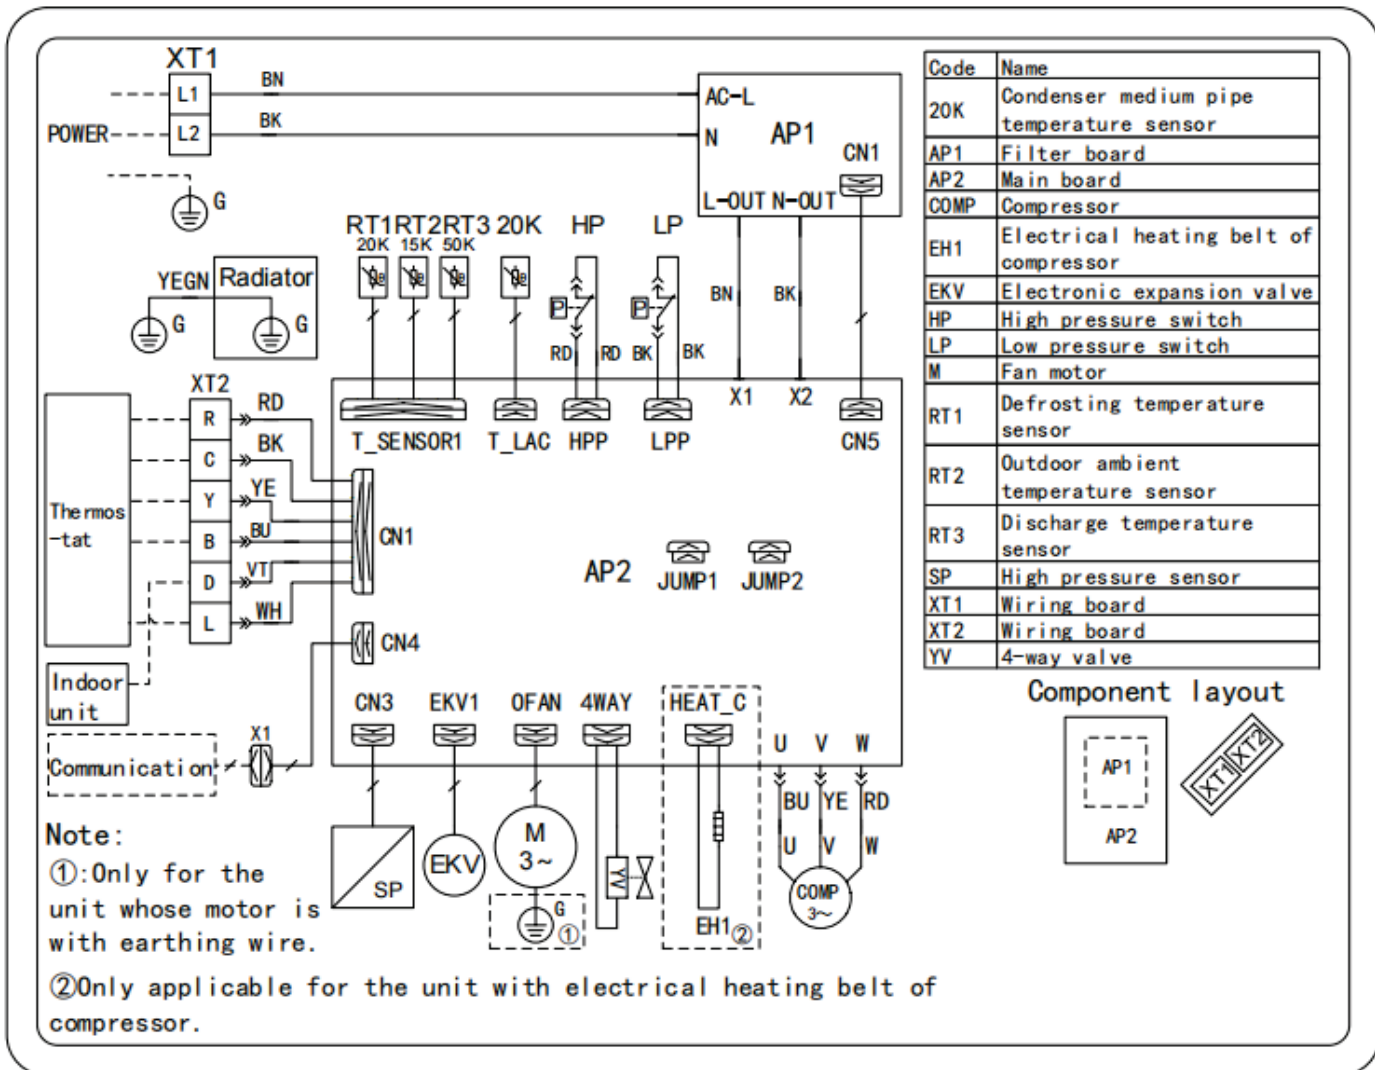 XT1
L1
BN
AC-L
POWER
L2
BK
N
AP1
CN1
L-OUT N-OUT
G
RT1 RT2 RT3 20K HP LP
20K 15K 50K
YEGN
Radiator
G
G
P
P
BN
BK
RD
RD
BK
BK
X1
X2
T_SENSOR1
T_LAC
HPP
LPP
CN5
XT2
Thermos
-tat
R
RD
C
BK
Y
YE
B
BU
D
VT
L
WH
CN1
AP2
JUMP1
JUMP2
CN4
Indoor
unit
Communication
X1
CN3
EKV1
OFAN
4WAY
HEAT_C
U
V
W
BU
YE
RD
U
V
W
SP
EKV
M
3~
G
①
YV
EH1②
COMP
3~
Code Name
20K Condenser medium pipe
temperature sensor
AP1 Filter board
AP2 Main board
COMP Compressor
EH1 Electrical heating belt of
compressor
EKV Electronic expansion valve
HP High pressure switch
LP Low pressure switch
M Fan motor
RT1 Defrosting temperature
sensor
RT2 Outdoor ambient
temperature sensor
RT3 Discharge temperature
sensor
SP High pressure sensor
XT1 Wiring board
XT2 Wiring board
YV 4-way valve
Component layout
AP1
AP2
XT1 XT2
Note:
①:Only for the
unit whose motor is
with earthing wire.
②Only applicable for the unit with electrical heating belt of
compressor.